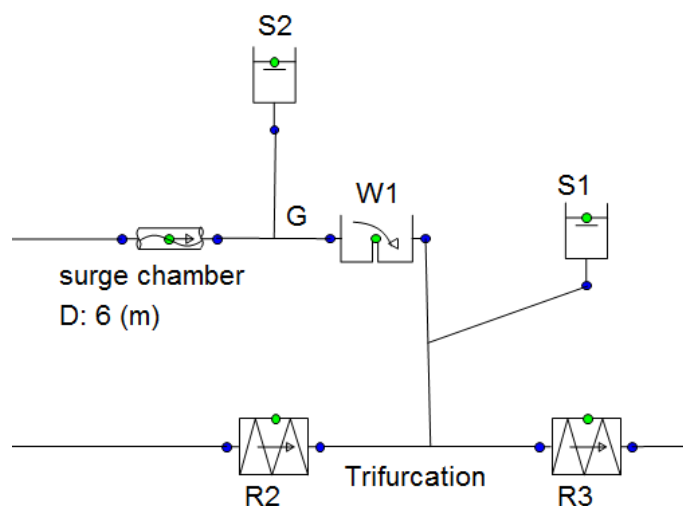 S2
W1
S1
G
surge chamber
D: 6 (m)
Trifurcation
R2
R3